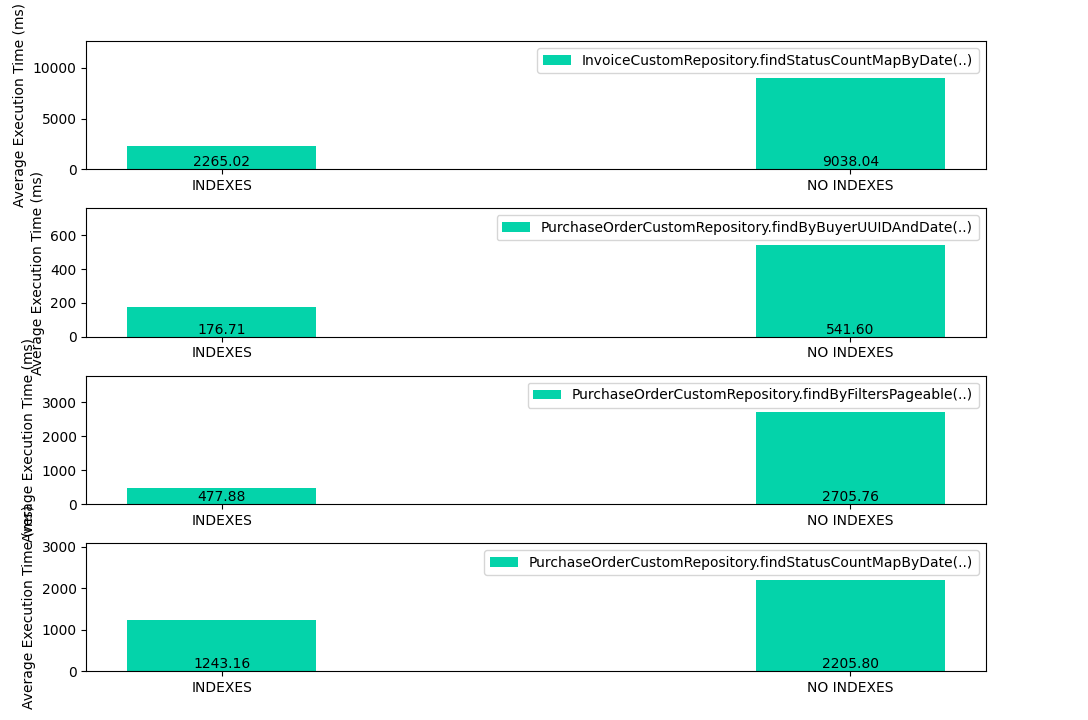 Average Execution Time (ms)
InvoiceCustomRepository.findStatusCountMapByDate(..)
10000
5000
0
2265.02
9038.04
INDEXES
NO INDEXES
Average Execution Time (ms)
PurchaseOrderCustomRepository.findByBuyerUUIDAndDate(..)
600
400
200
0
176.71
541.60
INDEXES
NO INDEXES
Average Execution Time (ms)
PurchaseOrderCustomRepository.findByFiltersPageable(..)
3000
2000
1000
0
477.88
2705.76
INDEXES
NO INDEXES
Average Execution Time (ms)
PurchaseOrderCustomRepository.findStatusCountMapByDate(..)
3000
2000
1000
0
1243.16
2205.80
INDEXES
NO INDEXES